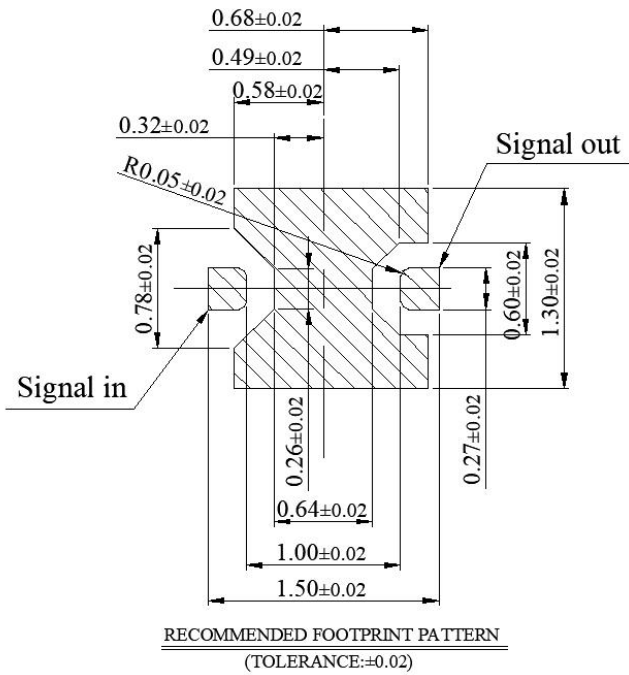 0.68±0.02
0.49±0.02
0.58±0.02
0.32±0.02
R0.05±0.02
Signal out
0.78±0.02
0.60±0.02
1.30±0.02
Signal in
0.26±0.02
0.27±0.02
0.64±0.02
1.00±0.02
1.50±0.02
RECOMMENDED FOOTPRINT PATTERN
(TOLERANCE:±0.02)